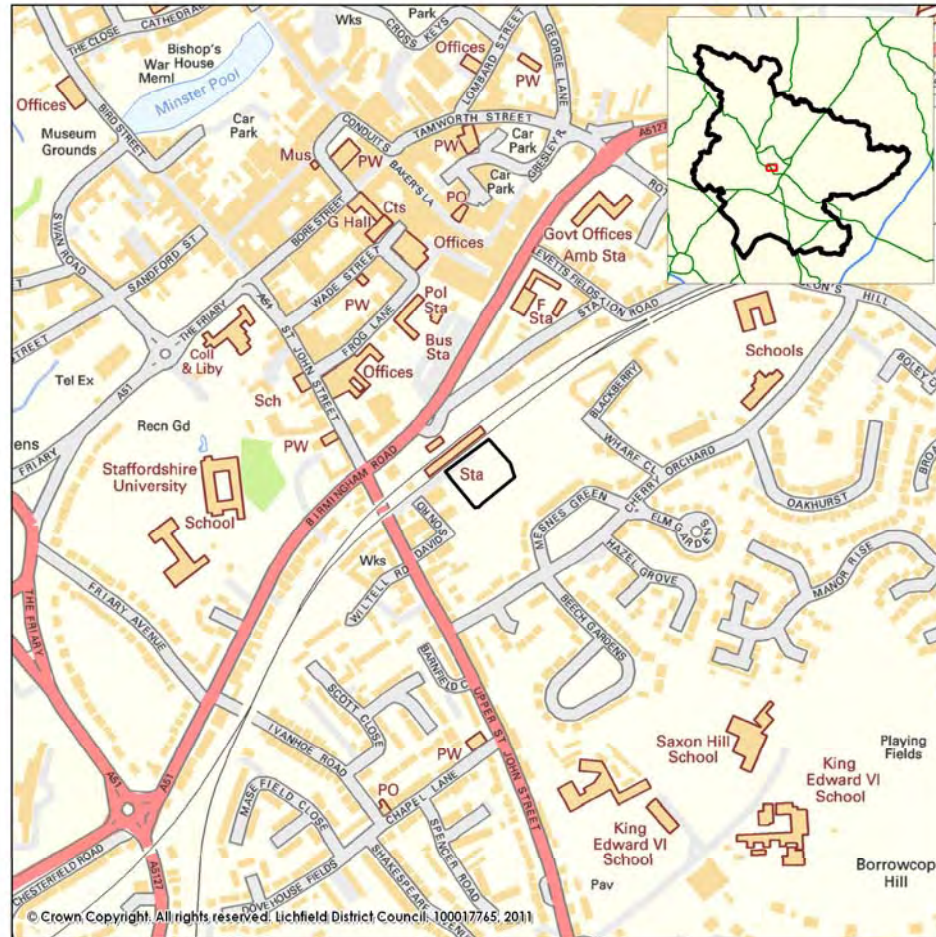 THE CLOSE
CATHEDRAL
Wks
Park
CROSS KEYS
Bishop's
War House
Meml
Minster Pool
Offices
BIRD STREET
Offices
LOMBARD STREET
PW
GEORGE LANE
Museum
Grounds
Car
Park
CONDUIT S
TAMWORTH STREET
A5127
Mus
PW
BAKER'S LA
PW
Car
Park
GRESLEY R
Car
Park
PO
SWAN ROAD
SANDFORD ST
BORE STREET
G Hall
Cts
Offices
Govt Offices
Amb Sta
WADE STREET
PW
FROG LANE
Pol
Sta
Bus
Sta
LEVETTS FIELDS
F
Sta
STATION ROAD
HILL
STREET
THE FRIARY
A51
Coll
& Liby
Offices
Schools
Tel Ex
A51
ST JOHN STREET
Sch
BLACKBERRY
BOLEY
Recn Gd
PW
ens
FRIARY
Staffordshire
University
School
BIRMINGHAM ROAD
Sta
WHARF CL
CHERRY ORCHARD
OAKHURST
MESNES GREEN
ELM GARDENS
Wks
DAVIDSON
WILTELL RD
HAZEL GROVE
MANOR RISE
THE FRIARY
FRIARY AVENUE
BEECH GARDENS
BARNFIELD C
SCOTT CLOSE
UPPER ST JOHN STREET
Saxon Hill
School
Playing
Fields
IVANHOE ROAD
PW
King
Edward VI
School
A51
A51
MASEFIELD CLOSE
PO
CHAPEL LANE
King
Edward VI
School
CHESTERFIELD ROAD
A5127
DOVEHOUSE FIELDS
SHAKESPEARE
SPENCER ROAD
Pav
Borrowcop
Hill
© Crown Copyright. All rights reserved. Lichfield District Council. 100017765, 2011